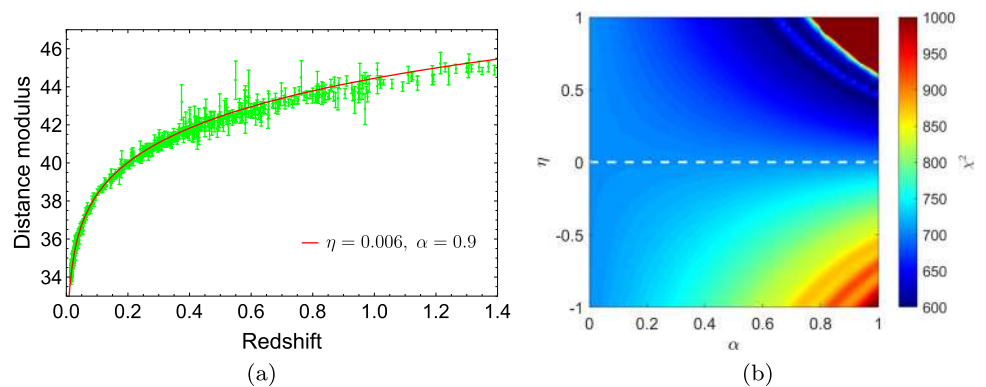 46
44
42
40
38
36
34
Distance modulus
η = 0.006, α = 0.9
0.0 0.2 0.4 0.6 0.8 1.0 1.2 1.4
Redshift
(a)
1
0.5
0
-0.5
-1
η
0 0.2 0.4 0.6 0.8 1
α
1000
950
900
850
800
750
700
650
600
χ²
(b)